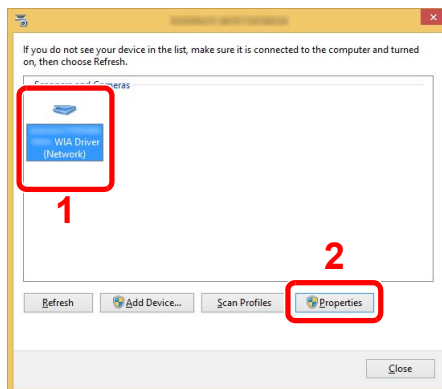 If you do not see your device in the list, make sure it is connected to the computer and turned
on, then choose Refresh.
Scanners and Cameras
WIA Driver
(Network)
1
2
Refresh
Add Device...
Scan Profiles
Properties
Close